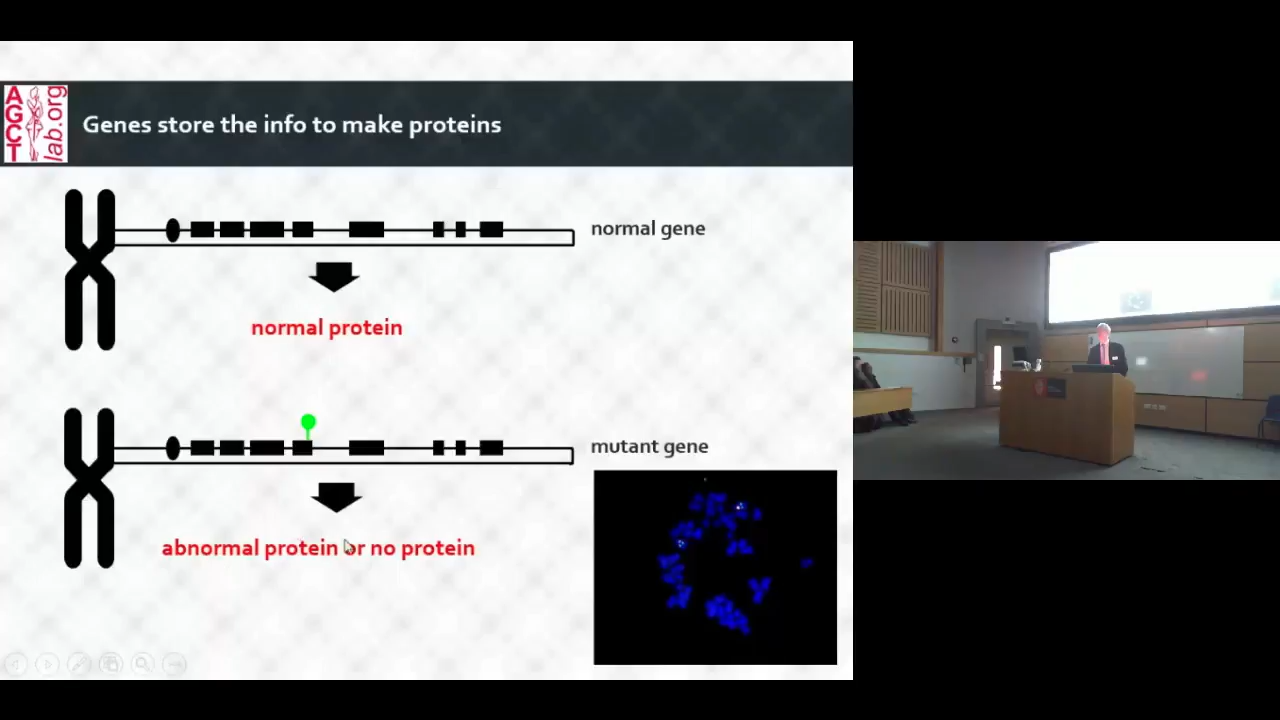 AGCT
lab.org
Genes store the info to make proteins
normal gene
normal protein
mutant gene
abnormal protein or no protein